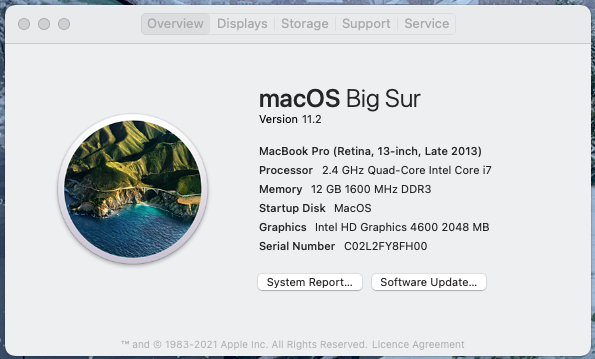 Overview Displays Storage Support Service
macOS Big Sur
Version 11.2
MacBook Pro (Retina, 13-inch, Late 2013)
Processor 2.4 GHz Quad-Core Intel Core i7
Memory 12 GB 1600 MHz DDR3
Startup Disk MacOS
Graphics Intel HD Graphics 4600 2048 MB
Serial Number C02L2FY8FH00
System Report... Software Update...
™ and © 1983-2021 Apple Inc. All Rights Reserved. Licence Agreement